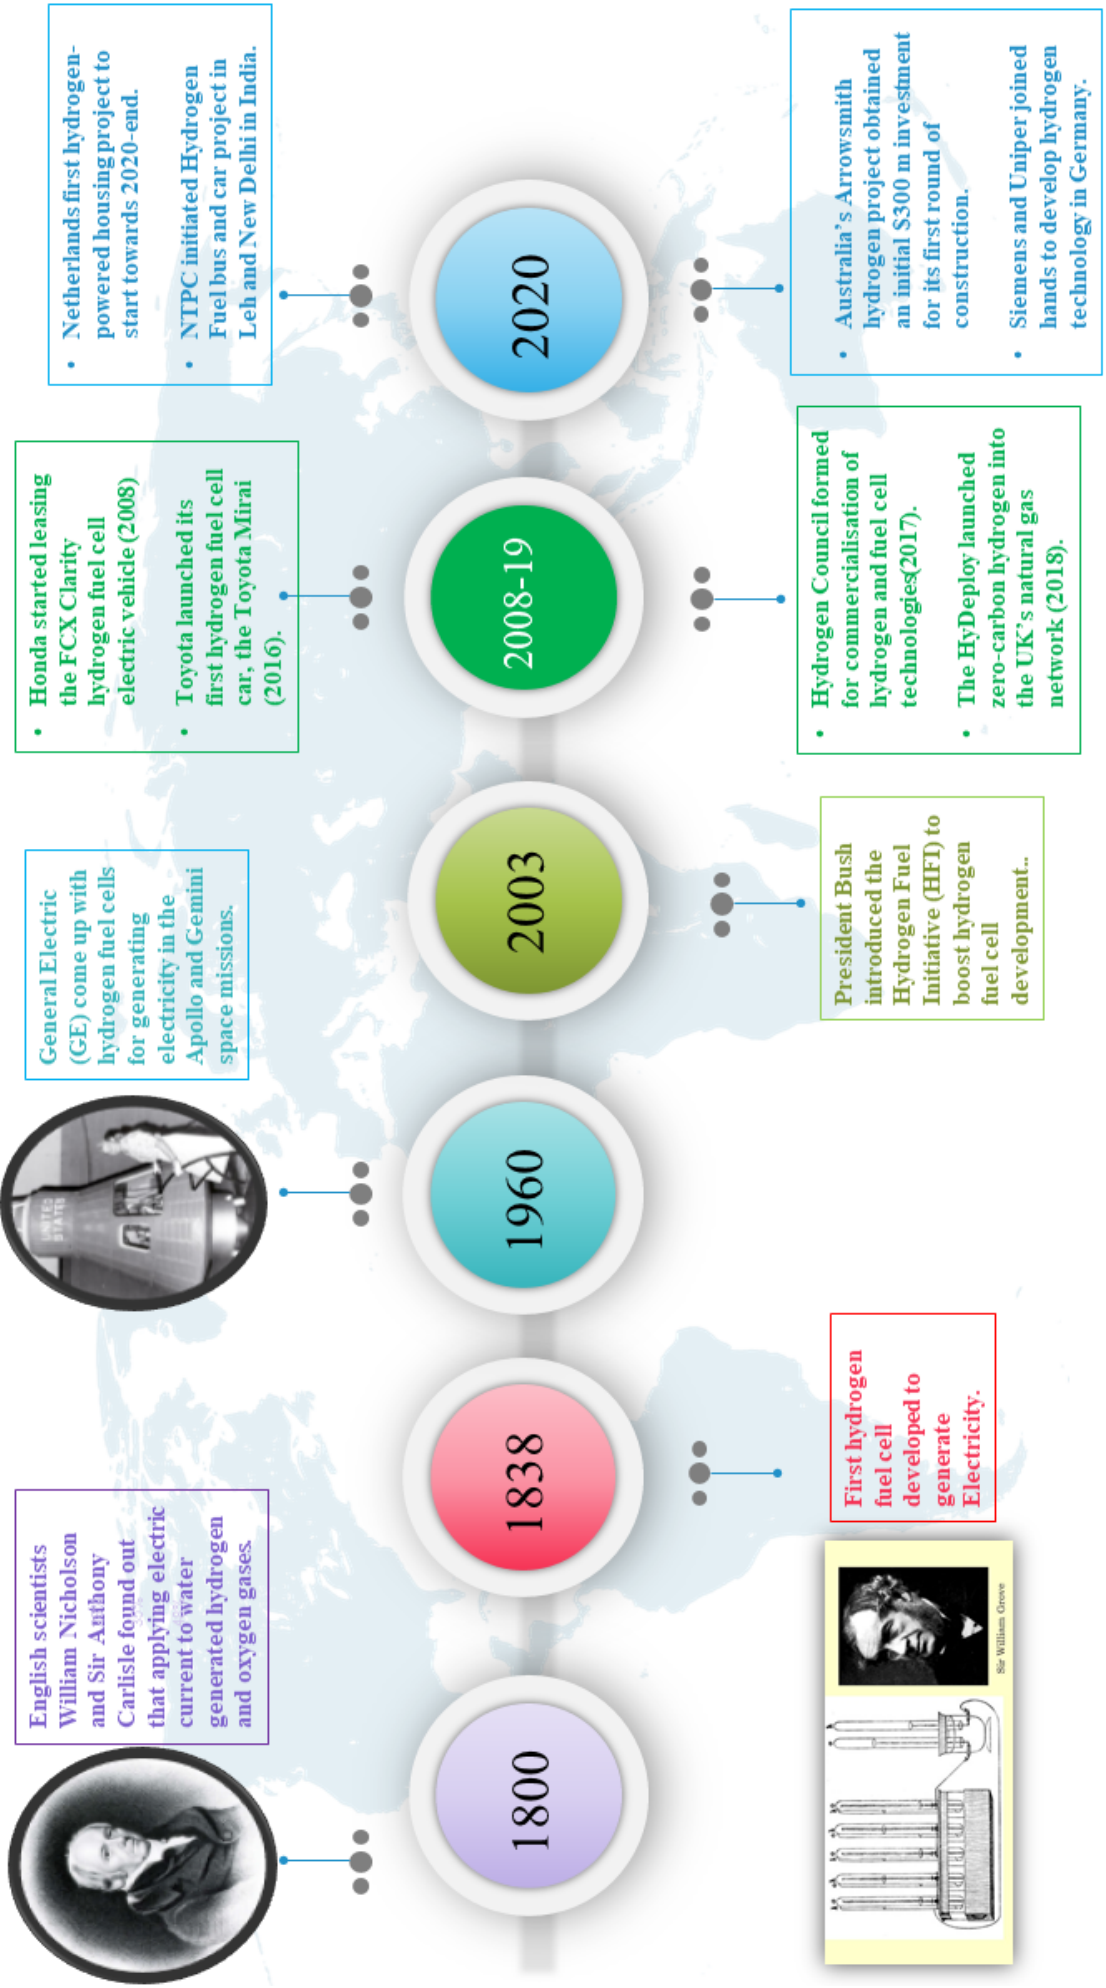 English scientists
William Nicholson
and Sir Anthony
Carlisle found out
that applying electric
current to water
generated hydrogen
and oxygen gases.
1800
First hydrogen
fuel cell
developed to
generate
Electricity.
Sir William Grove
1838
UNITED
STATES
General Electric
(GE) come up with
hydrogen fuel cells
for generating
electricity in the
Apollo and Gemini
space missions.
1960
2003
President Bush
introduced the
Hydrogen Fuel
Initiative (HFI) to
boost hydrogen
fuel cell
development..
• Honda started leasing
the FCX Clarity
hydrogen fuel cell
electric vehicle (2008)
• Toyota launched its
first hydrogen fuel cell
car, the Toyota Mirai
(2016).
2008-19
• Hydrogen Council formed
for commercialisation of
hydrogen and fuel cell
technologies(2017).
• The HyDeploy launched
zero-carbon hydrogen into
the UK's natural gas
network (2018).
• Netherlands first hydrogen-
powered housing project to
start towards 2020-end.
• NTPC initiated Hydrogen
Fuel bus and car project in
Leh and New Delhi in India.
2020
• Australia's Arrowsmith
hydrogen project obtained
an initial $300 m investment
for its first round of
construction.
• Siemens and Uniper joined
hands to develop hydrogen
technology in Germany.